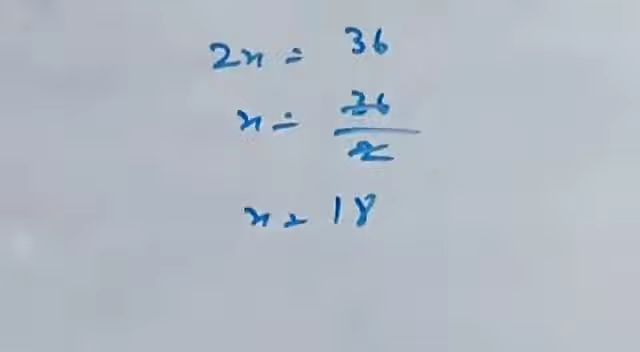 2x = 36
x = 36/2
x = 18